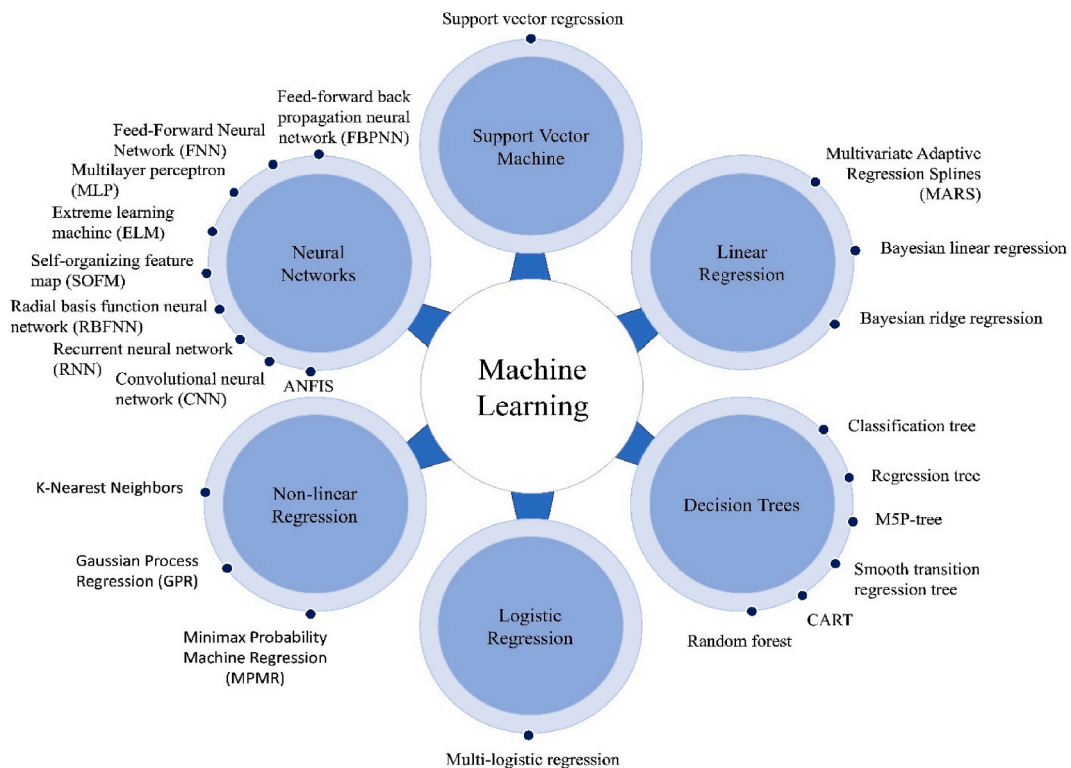 Support vector regression
Support Vector
Machine
Feed-forward back
propagation neural
network (FBPNN)
Feed-Forward Neural
Network (FNN)
Multilayer perceptron
(MLP)
Extreme learning
machine (ELM)
Self-organizing feature
map (SOFM)
Radial basis function neural
network (RBFNN)
Recurrent neural network
(RNN)
Convolutional neural
network (CNN)
ANFIS
Neural
Networks
Multivariate Adaptive
Regression Splines
(MARS)
Bayesian linear regression
Bayesian ridge regression
Linear
Regression
Machine
Learning
K-Nearest Neighbors
Gaussian Process
Regression (GPR)
Minimax Probability
Machine Regression
(MPMR)
Non-linear
Regression
Classification tree
Regression tree
M5P-tree
Smooth transition
regression tree
CART
Random forest
Decision Trees
Logistic
Regression
Multi-logistic regression